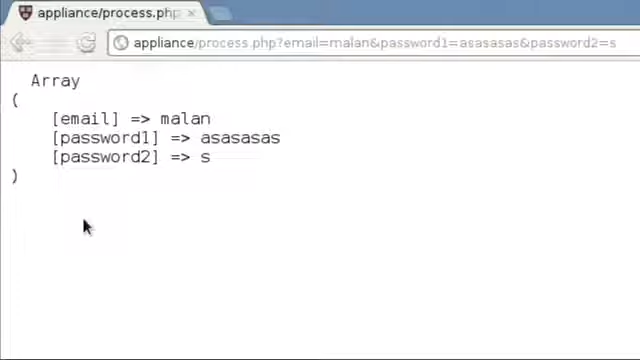 appliance/process.php
appliance/process.php?email=malan&password1=asasasas&password2=s
Array
(
[email] => malan
[password1] => asasasas
[password2] => s
)